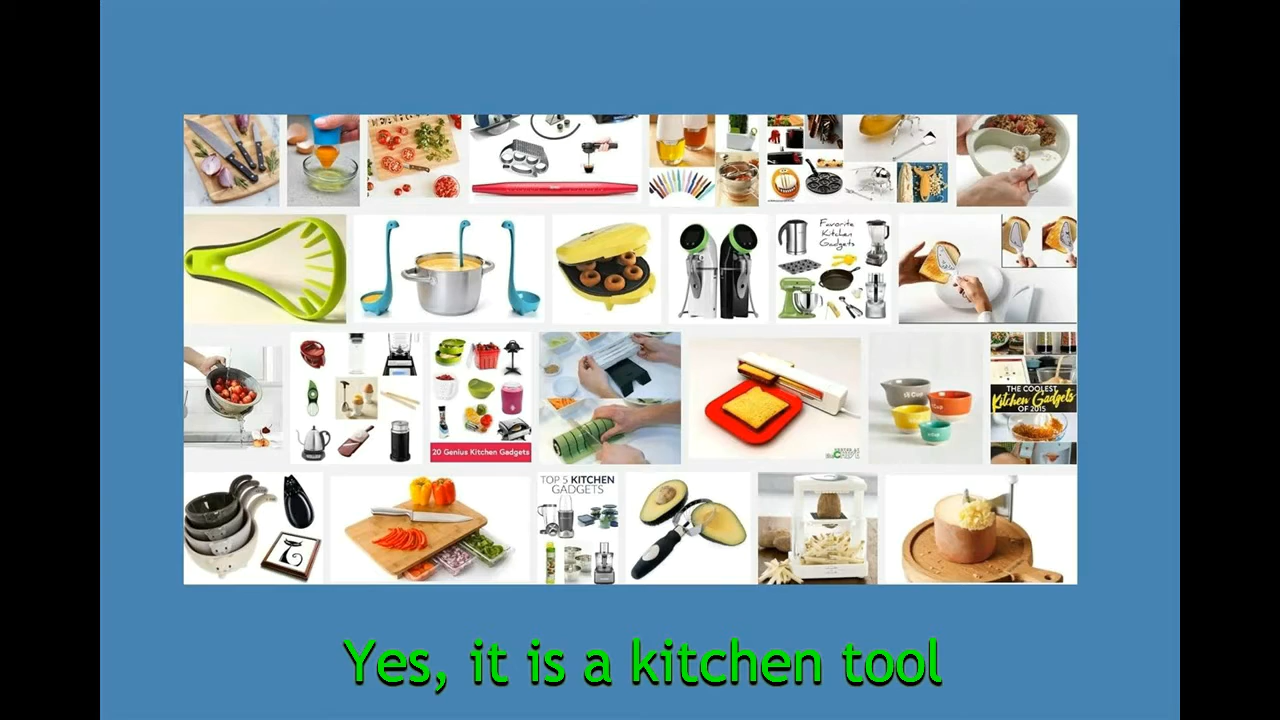 Favorite
Kitchen
Gadgets
20 Genius Kitchen Gadgets
THE COOLEST
Kitchen Gadgets
OF 2015
TOP 5 KITCHEN
GADGETS
Yes, it is a kitchen tool